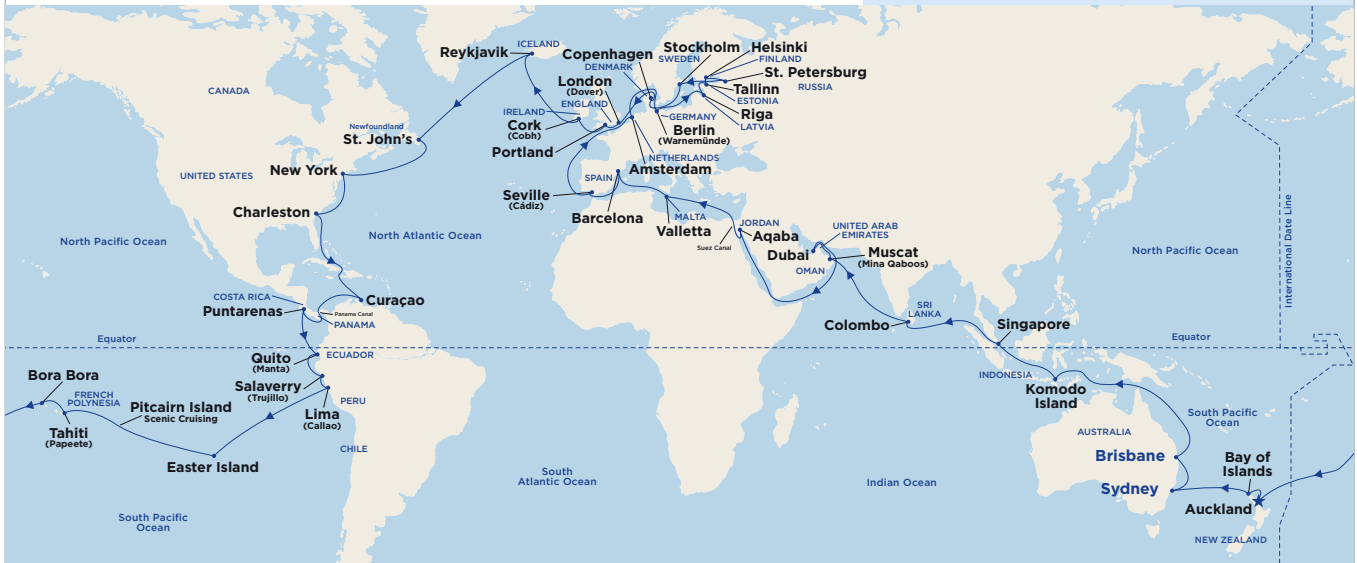 Reykjavik
ICELAND
Copenhagen
DENMARK
Stockholm
SWEDEN
Helsinki
FINLAND
St. Petersburg
RUSSIA
London
(Dover)
ENGLAND
Tallinn
ESTONIA
CANADA
IRELAND
Cork
(Cobh)
GERMANY
Berlin
(Warnemünde)
Riga
LATVIA
Newfoundland
St. John's
Portland
NETHERLANDS
Amsterdam
New York
UNITED STATES
SPAIN
Seville
(Cádiz)
Barcelona
MALTA
Valletta
Charleston
North Pacific Ocean
North Atlantic Ocean
JORDAN
Aqaba
Suez Canal
UNITED ARAB
EMIRATES
Dubai
Muscat
(Mina Qaboos)
OMAN
North Pacific Ocean
International Date Line
COSTA RICA
Puntarenas
Curaçao
Panama Canal
PANAMA
SRI
LANKA
Colombo
Singapore
Equator
Equator
Quito
(Manta)
ECUADOR
Bora Bora
FRENCH
POLYNESIA
Salaverry
(Trujillo)
PERU
Lima
(Callao)
Pitcairn Island
Scenic Cruising
Tahiti
(Papeete)
INDONESIA
Komodo
Island
South Pacific
Ocean
AUSTRALIA
CHILE
Easter Island
Brisbane
Bay of
Islands
South
Atlantic Ocean
Indian Ocean
Sydney
Auckland
South Pacific
Ocean
NEW ZEALAND